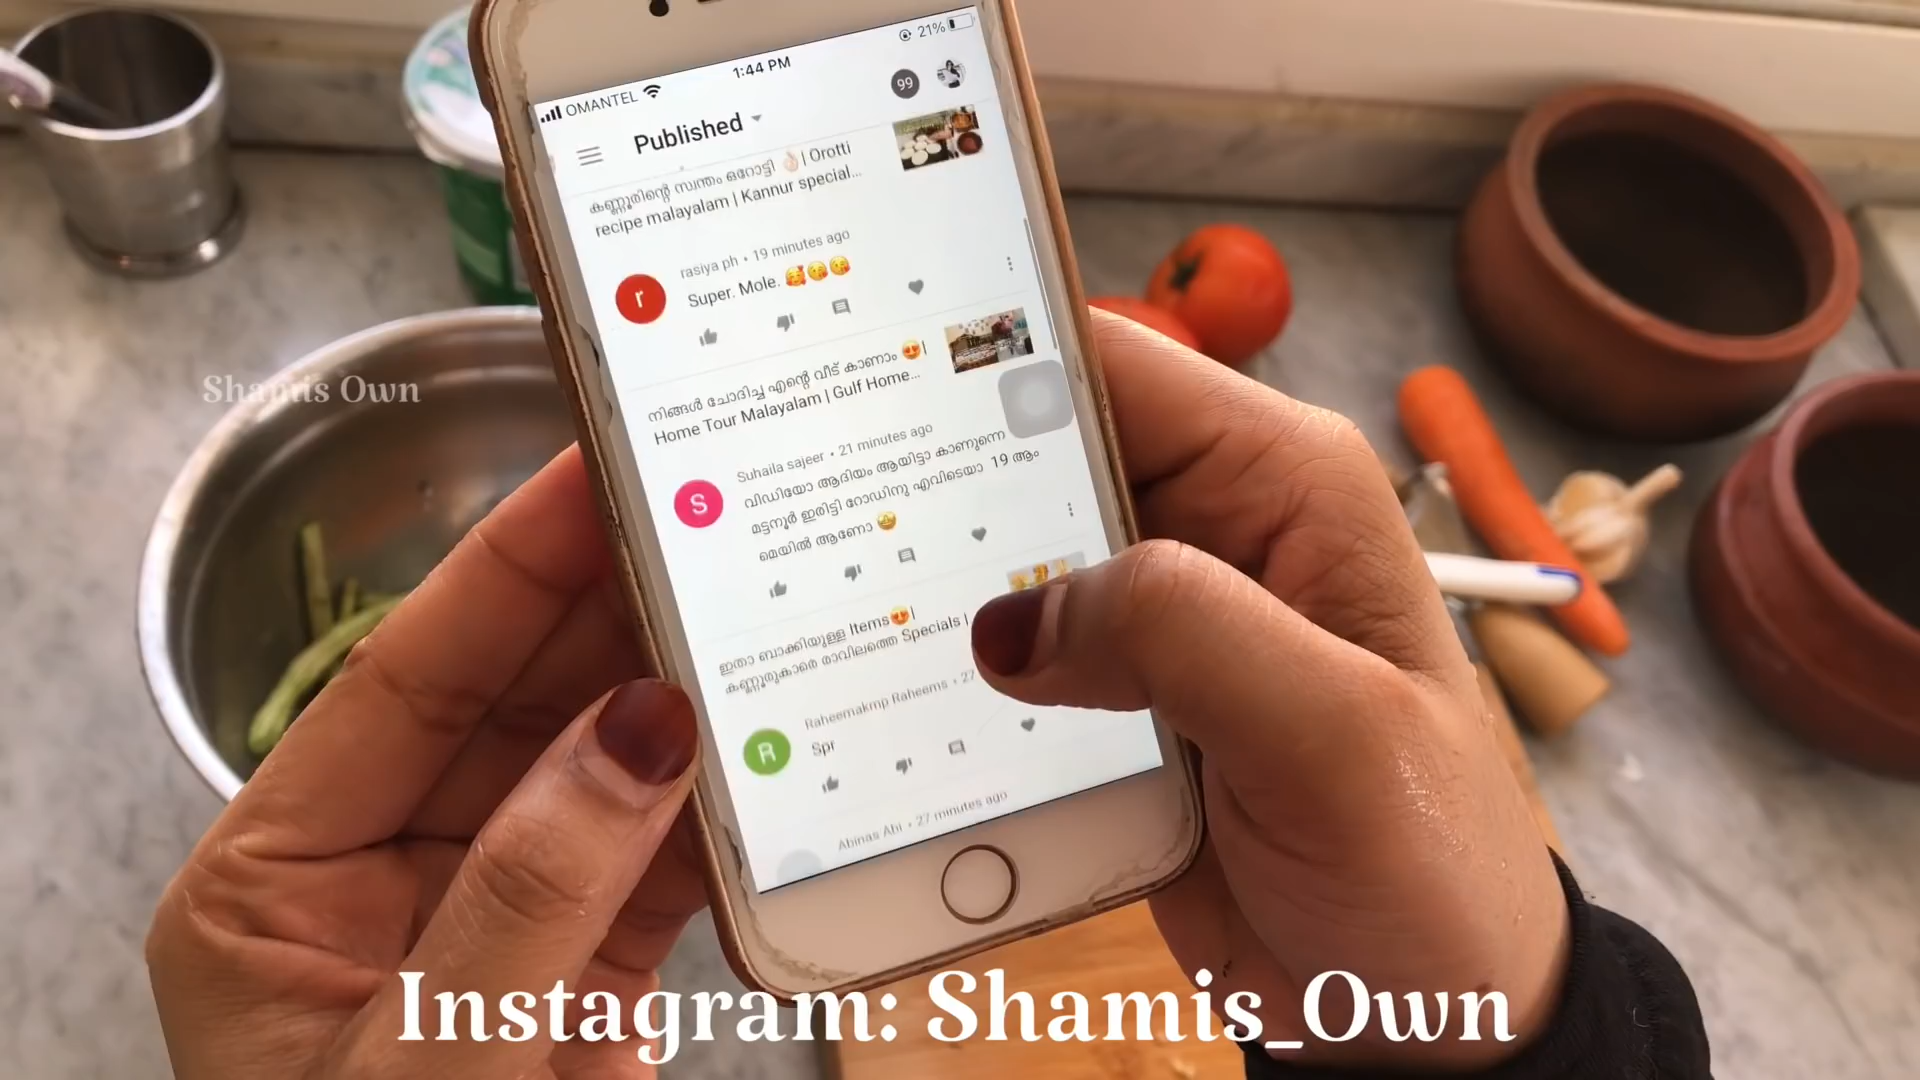 OMANTEL
1:44 PM
21%
Published
99
കണ്ണൂരിന്റെ സ്വന്തം ഒറോട്ടി 👌🏻| Orotti
recipe malayalam | Kannur special...
r
rasiya ph • 19 minutes ago
Super. Mole. 🥰😘😘
നിങ്ങൾ ചോദിച്ച എന്റെ വീട് കാണാം 😍|
Home Tour Malayalam | Gulf Home...
S
Suhaila sajeer • 21 minutes ago
വിഡിയോ ആദിയം ആയിട്ടാ കാണുന്നെ
മട്ടനൂർ ഇരിട്ടി റോഡിനു എവിടെയാ 19 ആം
മെയിൽ ആണോ 🤩
ഇതാ ബാക്കിയുള്ള Items😍|
കണ്ണൂരുകാരെ രാവിലത്തെ Specials |
R
Raheemakmp Raheems • 27
Spr
Abinas Abi • 27 minutes ago
Shamis Own
Instagram: Shamis_Own